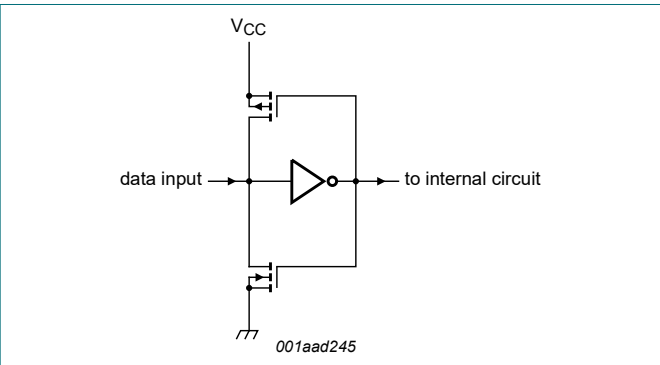 VCC
data input
to internal circuit
001aad245